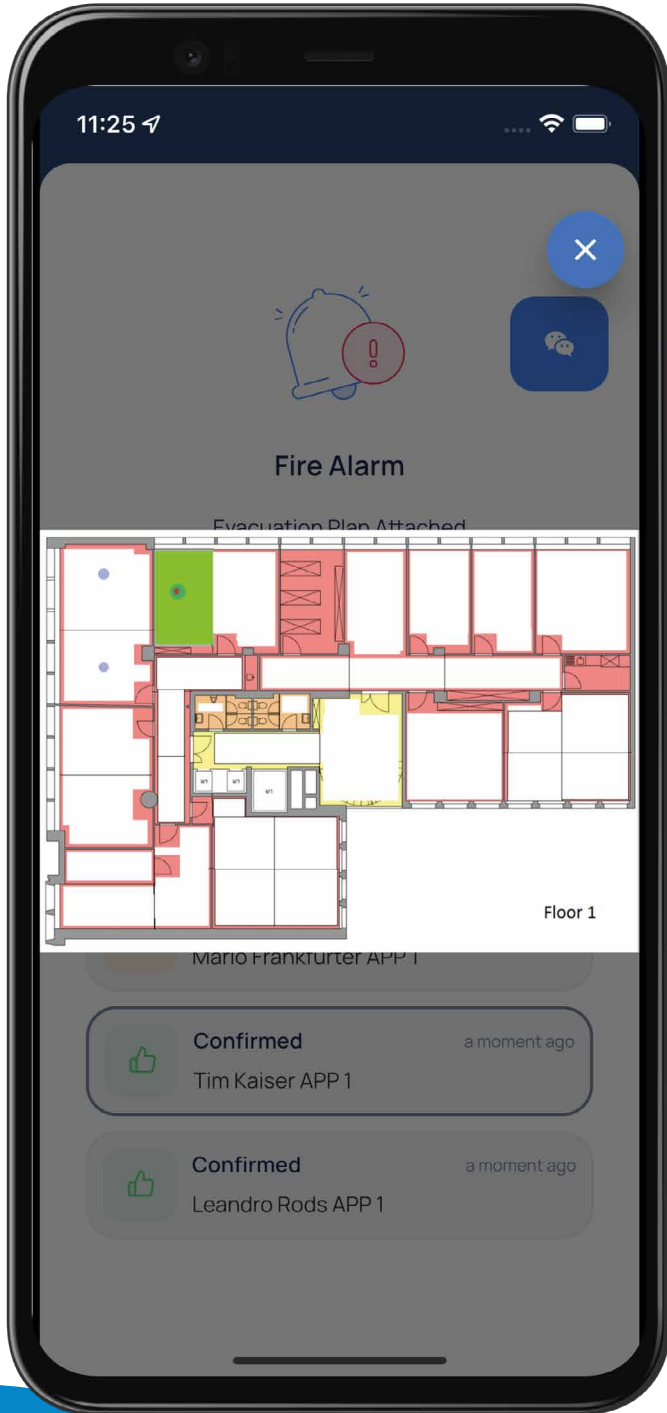 11:25
Fire Alarm
Evacuation Plan Attached
Floor 1
Mario Frankfurter APP 1
Confirmed
a moment ago
Tim Kaiser APP 1
Confirmed
a moment ago
Leandro Rods APP 1